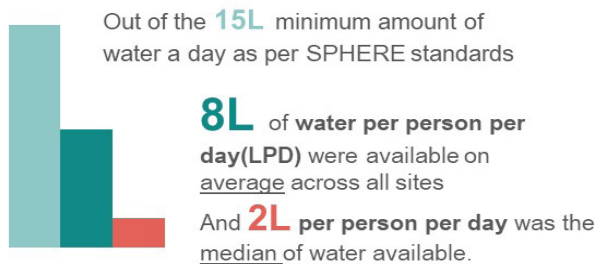 Out of the 15L minimum amount of
water a day as per SPHERE standards
8L of water per person per
day(LPD) were available on
average across all sites
And 2L per person per day was the
median of water available.